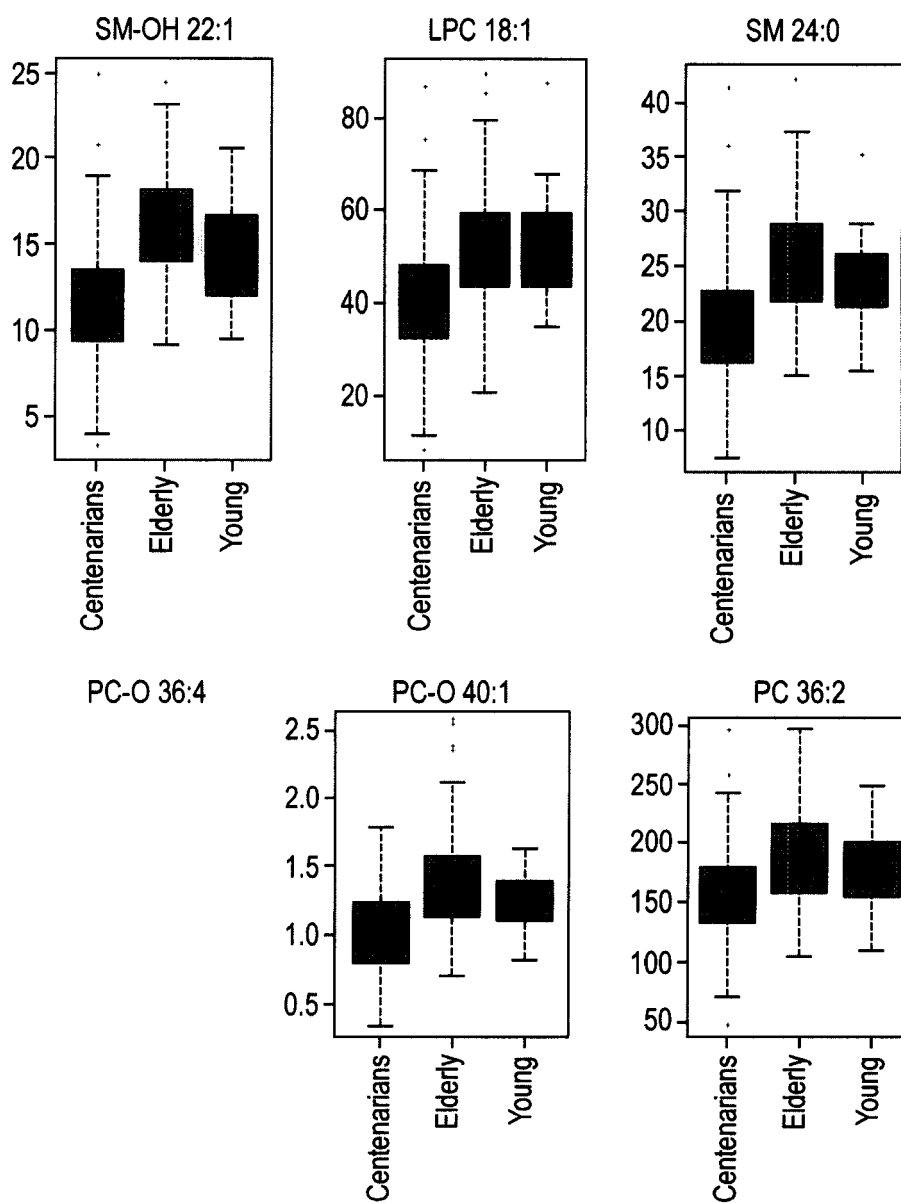 SM-OH 22:1
25
20
15
10
5
Centenarians
Elderly
Young
LPC 18:1
80
60
40
20
Centenarians
Elderly
Young
SM 24:0
40
35
30
25
20
15
10
Centenarians
Elderly
Young
PC-O 36:4
PC-O 40:1
2.5
2.0
1.5
1.0
0.5
Centenarians
Elderly
Young
PC 36:2
300
250
200
150
100
50
Centenarians
Elderly
Young